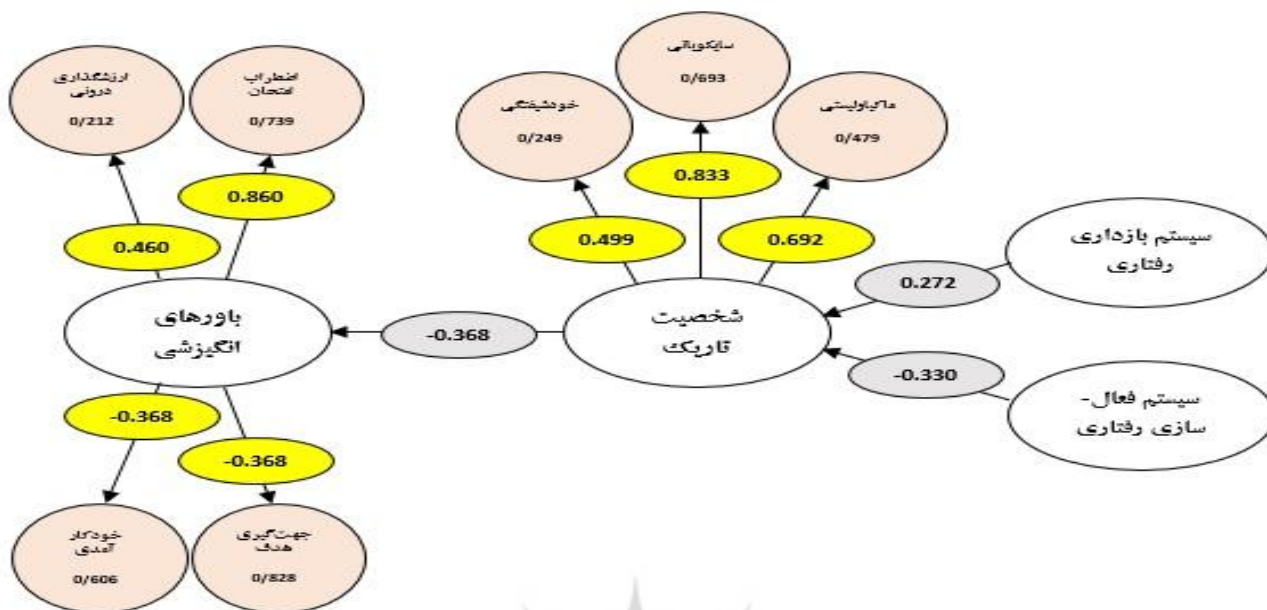 سایکوپاتی
0/693
ارزشگذاری
درونی
0/212
اضطراب
امتحان
0/739
خودشیفتگی
0/249
ماکیاولیستی
0/479
0.833
0.860
0.460
0.499
0.692
سیستم بازداری
رفتاری
0.272
باورهای
انگیزشی
-0.368
شخصیت
تاریک
-0.330
سیستم فعال-
سازی رفتاری
-0.368
-0.368
خودکار
آمدی
0/606
جهت‌گیری
هدف
0/828